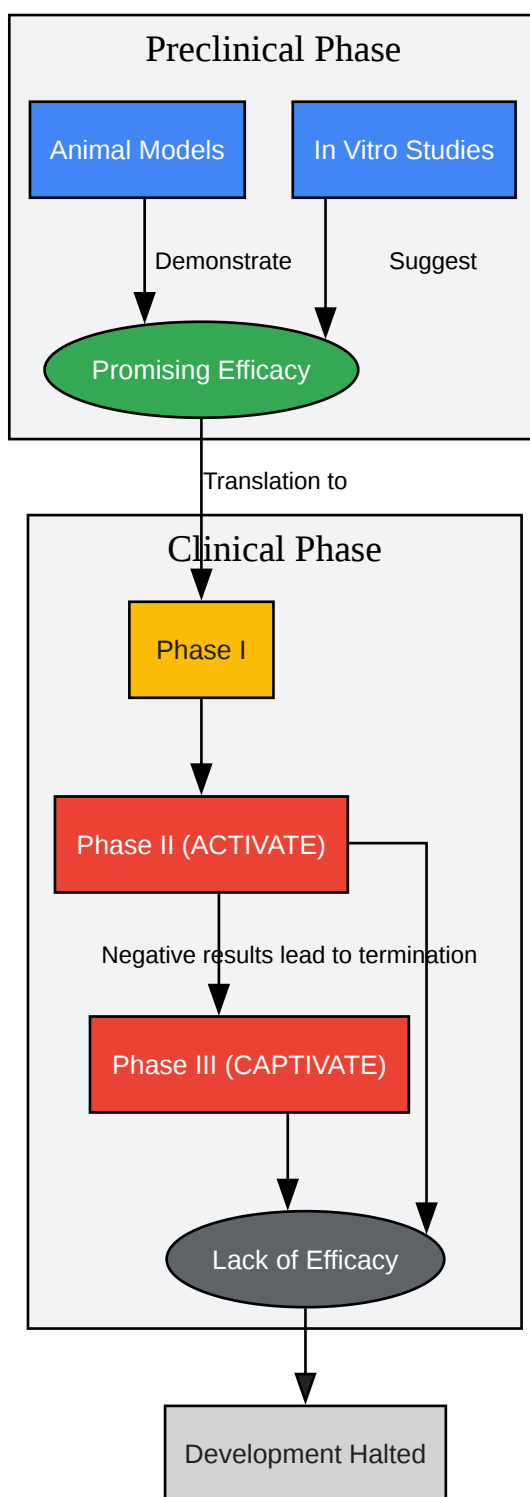 Preclinical Phase
Animal Models
In Vitro Studies
Demonstrate
Suggest
Promising Efficacy
Translation to
Clinical Phase
Phase I
Phase II (ACTIVATE)
Negative results lead to termination
Phase III (CAPTIVATE)
Lack of Efficacy
Development Halted